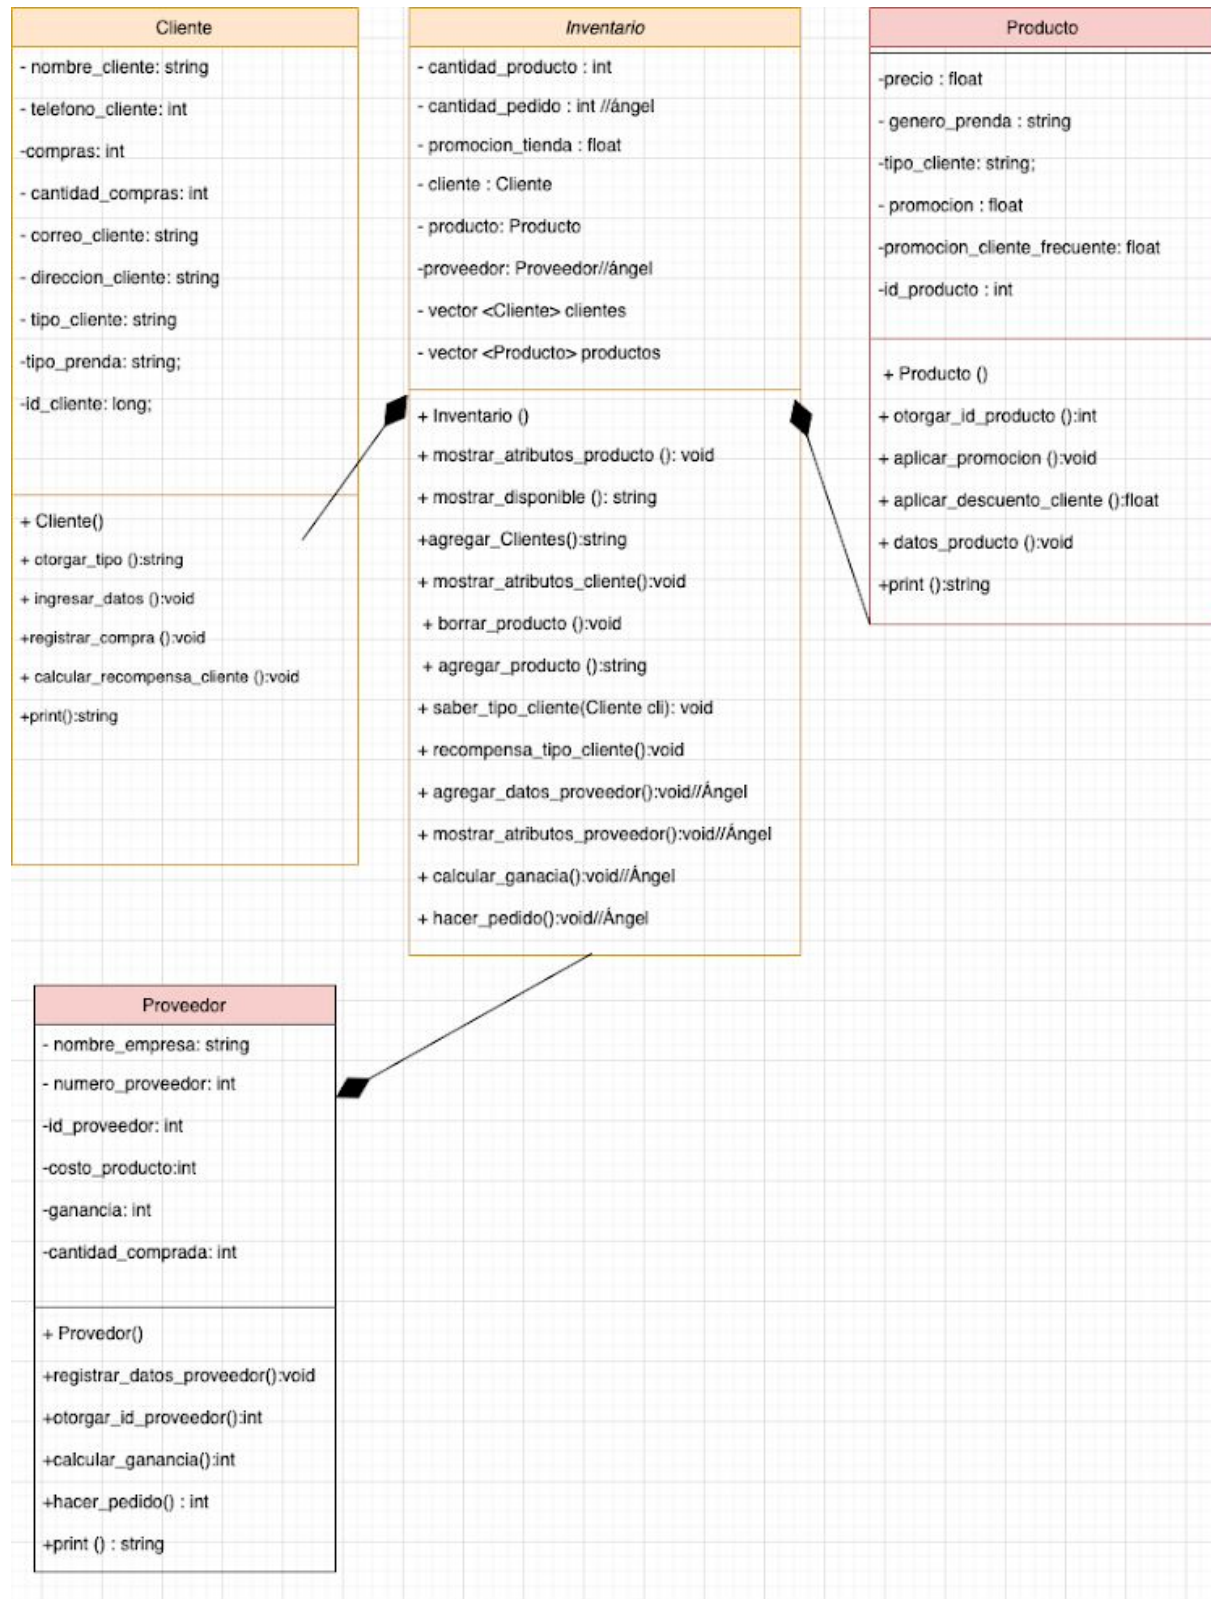 Cliente
- nombre_cliente: string
- telefono_cliente: int
-compras: int
- cantidad_compras: int
- correo_cliente: string
- direccion_cliente: string
- tipo_cliente: string
-tipo_prenda: string;
-id_cliente: long;
+ Cliente()
+ otorgar_tipo ():string
+ ingresar_datos ():void
+registrar_compra ():void
+ calcular_recompensa_cliente ():void
+print():string
Inventario
- cantidad_producto : int
- cantidad_pedido : int //ángel
- promocion_tienda : float
- cliente : Cliente
- producto: Producto
-proveedor: Proveedor//ángel
- vector <Cliente> clientes
- vector <Producto> productos
+ Inventario ()
+ mostrar_atributos_producto (): void
+ mostrar_disponible (): string
+agregar_Clientes():string
+ mostrar_atributos_cliente():void
+ borrar_producto ():void
+ agregar_producto ():string
+ saber_tipo_cliente(Cliente cli): void
+ recompensa_tipo_cliente():void
+ agregar_datos_proveedor():void//Ángel
+ mostrar_atributos_proveedor():void//Ángel
+ calcular_ganacia():void//Ángel
+ hacer_pedido():void//Ángel
Producto
-precio : float
- genero_prenda : string
-tipo_cliente: string;
- promocion : float
-promocion_cliente_frecuente: float
-id_producto : int
+ Producto ()
+ otorgar_id_producto ():int
+ aplicar_promocion ():void
+ aplicar_descuento_cliente ():float
+ datos_producto ():void
+print ():string
Proveedor
- nombre_empresa: string
- numero_proveedor: int
-id_proveedor: int
-costo_producto:int
-ganancia: int
-cantidad_comprada: int
+ Provedor()
+registrar_datos_proveedor():void
+otorgar_id_proveedor():int
+calcular_ganancia():int
+hacer_pedido() : int
+print () : string